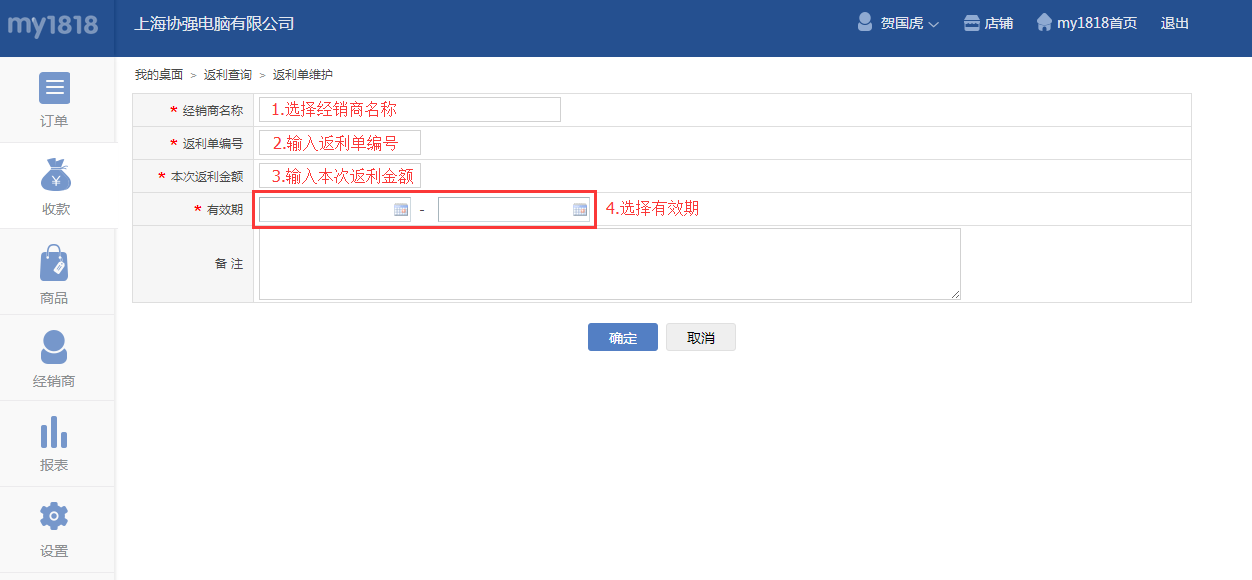 my1818
上海协强电脑有限公司
贺国虎
店铺
my1818首页
退出
订单
收款
商品
经销商
报表
设置
我的桌面 > 返利查询 > 返利单维护
* 经销商名称 1.选择经销商名称
* 返利单编号 2.输入返利单编号
* 本次返利金额 3.输入本次返利金额
* 有效期 - 4.选择有效期
备 注
确定 取消